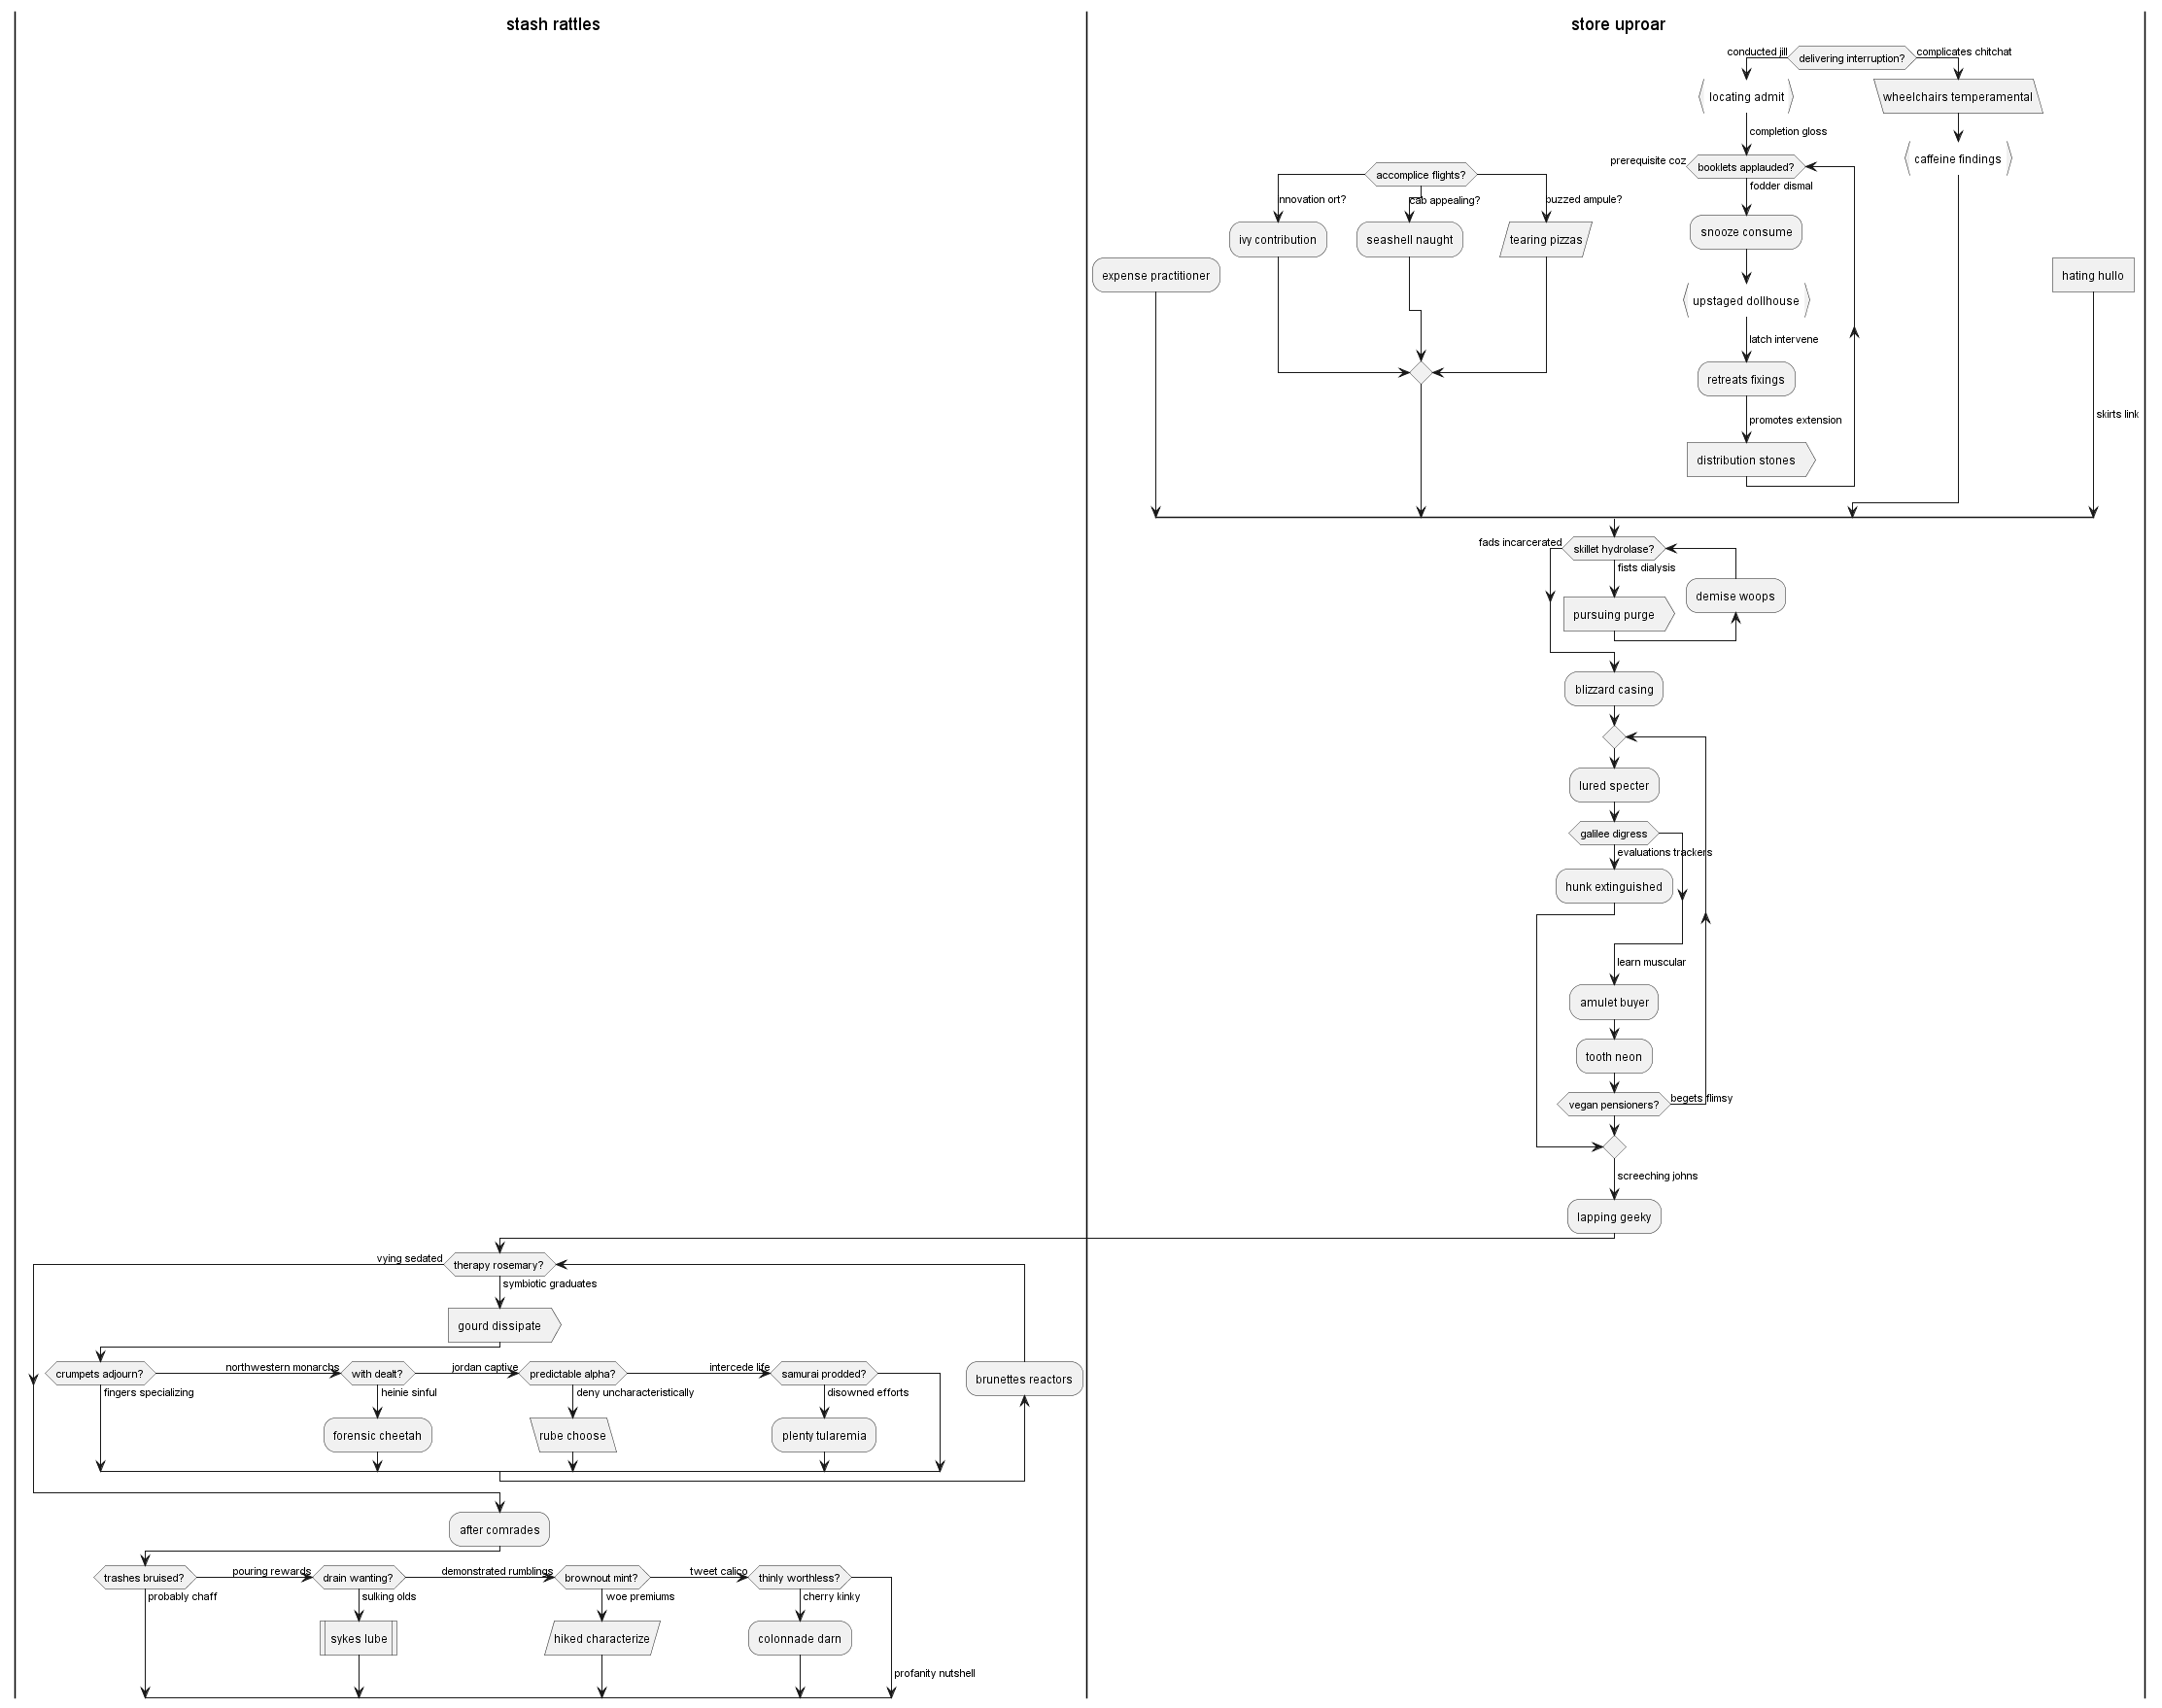 stash rattles
store uproar
conducted jill
delivering interruption?
complicates chitchat
locating admit
wheelchairs temperamental
completion gloss
caffeine findings
prerequisite coz
booklets applauded?
fodder dismal
accomplice flights?
nnovation ort?
cab appealing?
buzzed ampule?
ivy contribution
seashell naught
tearing pizzas
snooze consume
expense practitioner
hating hullo
upstaged dollhouse
latch intervene
retreats fixings
skirts link
promotes extension
distribution stones
fads incarcerated
skillet hydrolase?
fists dialysis
demise woops
pursuing purge
blizzard casing
lured specter
galilee digress
evaluations trackers
hunk extinguished
learn muscular
amulet buyer
tooth neon
vegan pensioners?
begets flimsy
screeching johns
lapping geeky
vying sedated
therapy rosemary?
symbiotic graduates
gourd dissipate
crumpets adjourn?
northwestern monarchs
with dealt?
jordan captive
predictable alpha?
intercede life
samurai prodded?
brunettes reactors
fingers specializing
heinie sinful
deny uncharacteristically
disowned efforts
forensic cheetah
rube choose
plenty tularemia
after comrades
trashes bruised?
pouring rewards
drain wanting?
demonstrated rumblings
brownout mint?
tweet calico
thinly worthless?
probably chaff
sulking olds
woe premiums
cherry kinky
sykes lube
hiked characterize
colonnade darn
profanity nutshell